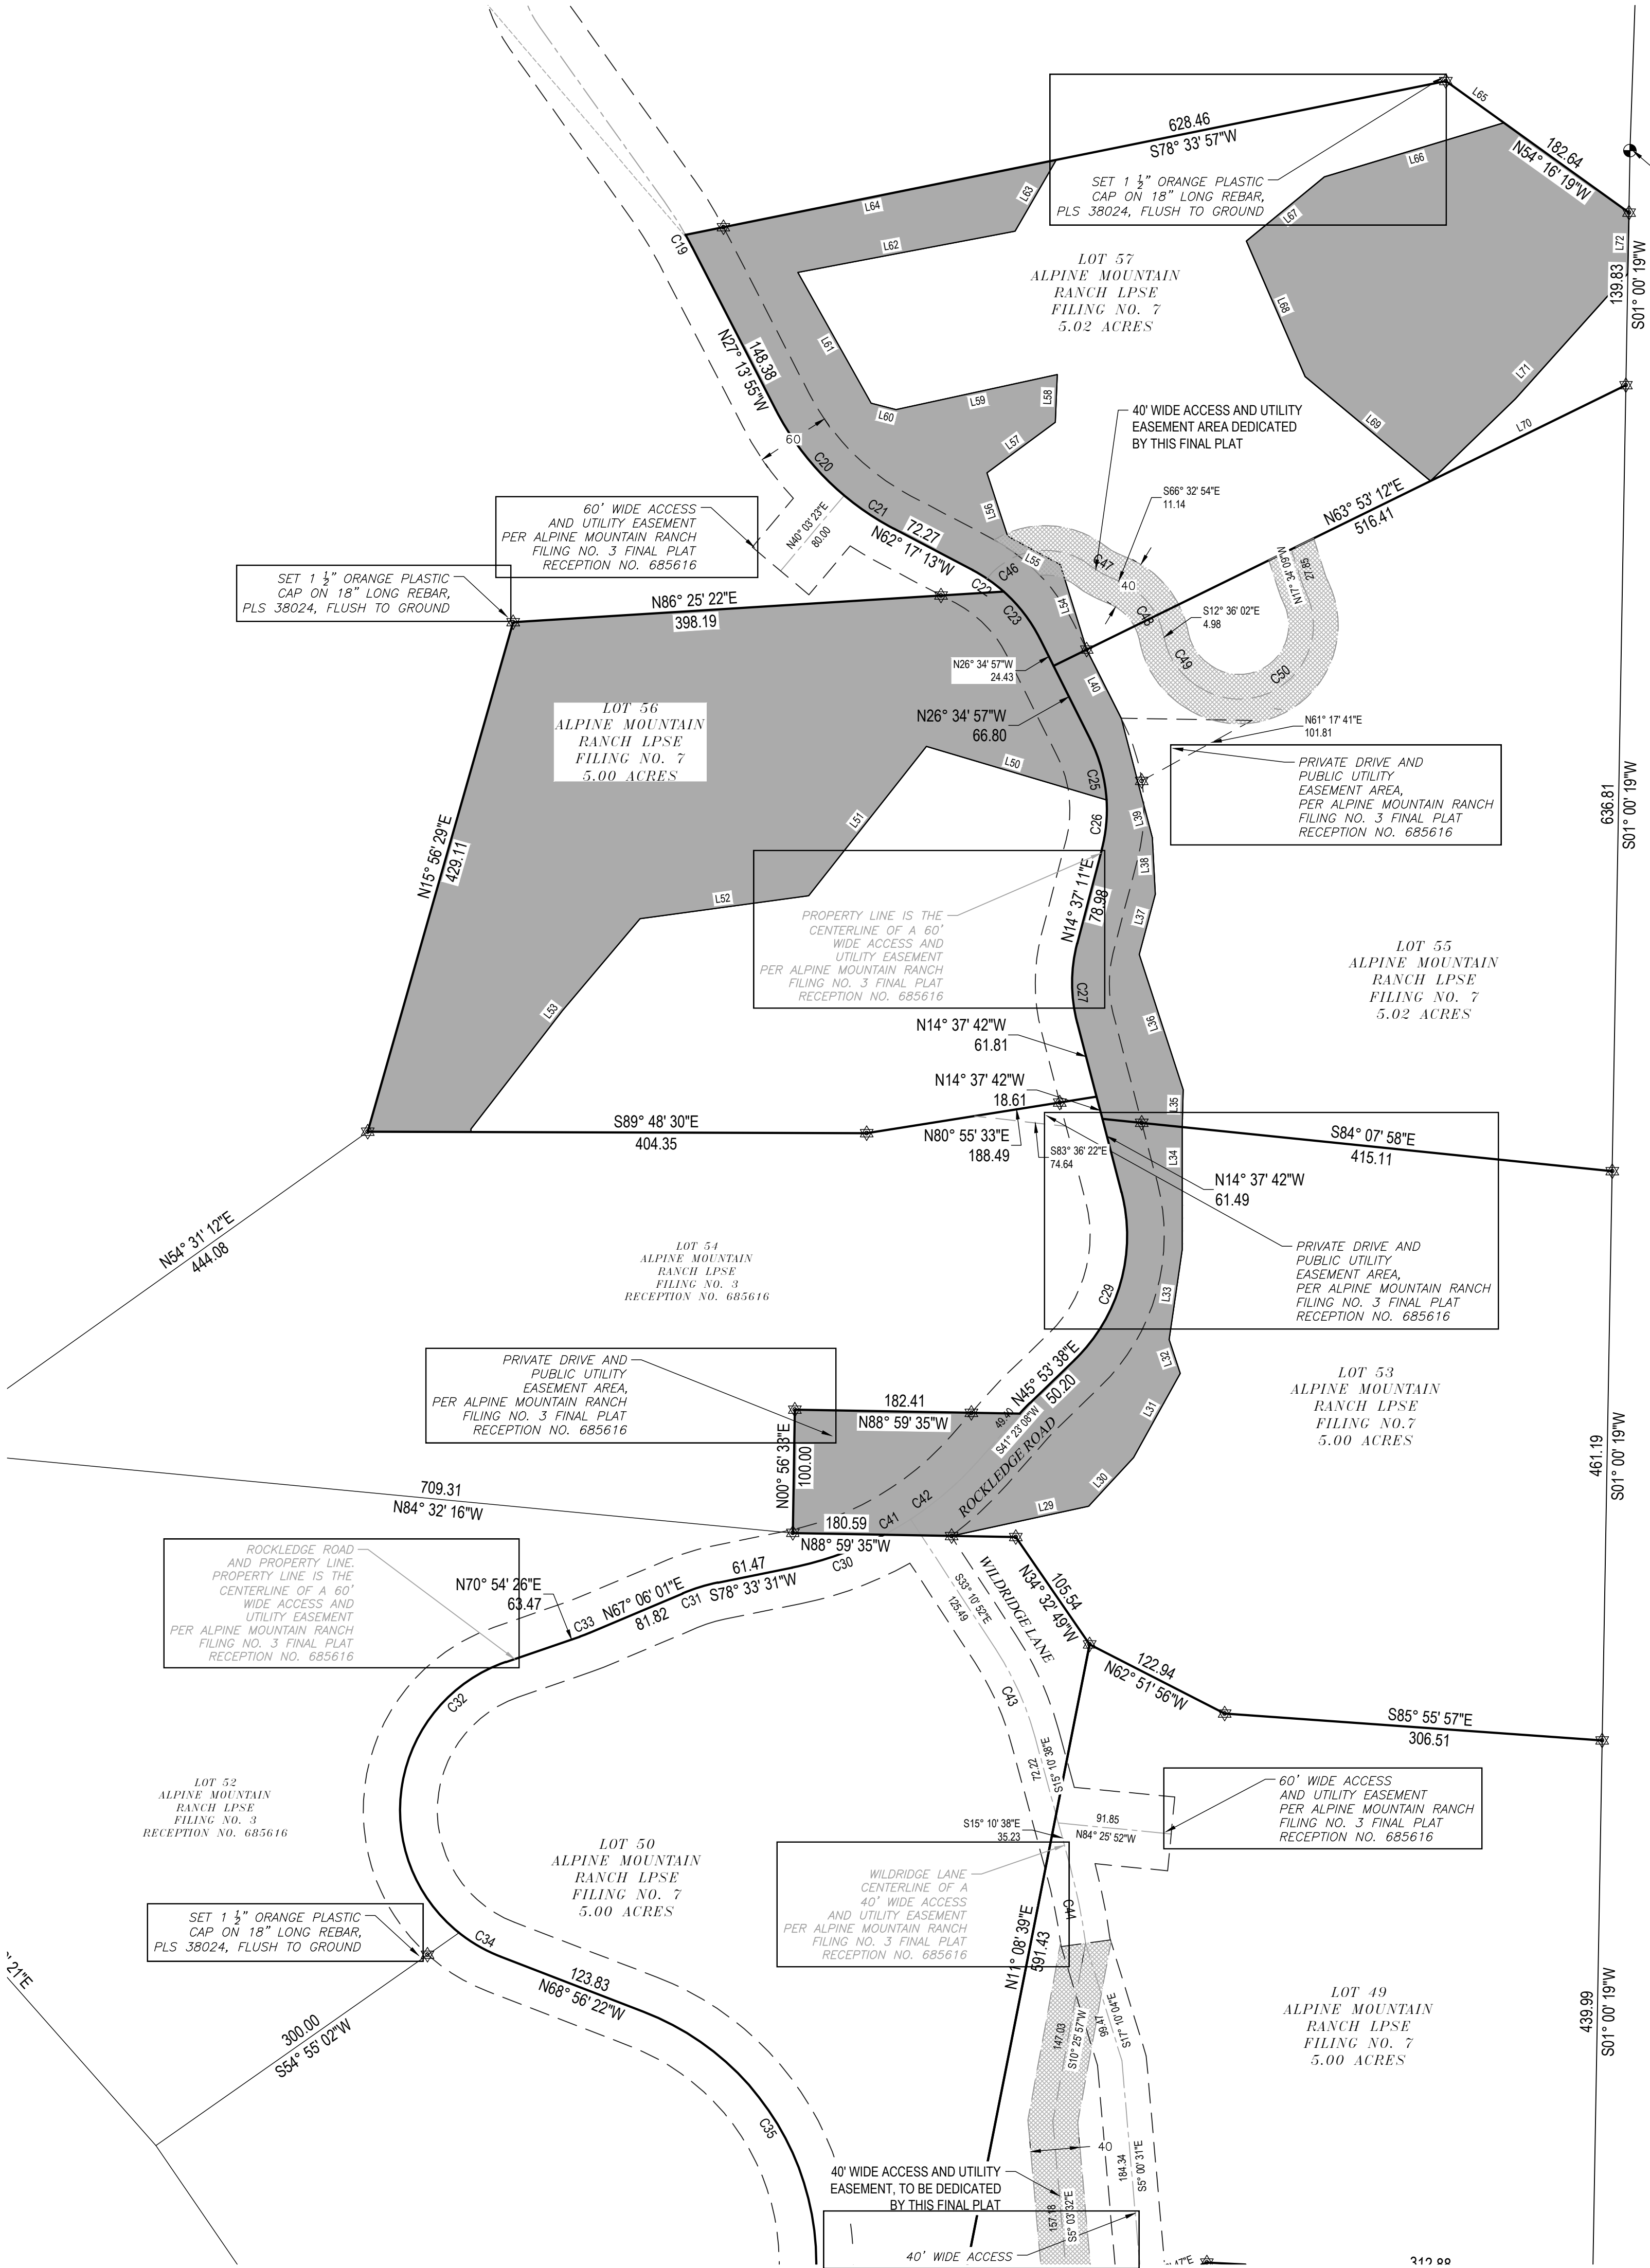 L65
628.46
S78° 33' 57"W
182.64
N54° 16' 19"W
L66
SET 1 ½" ORANGE PLASTIC
CAP ON 18" LONG REBAR,
PLS 38024, FLUSH TO GROUND
L63
L64
L67
L72
139.83
S01° 00' 19"W
C19
L62
LOT 57
ALPINE MOUNTAIN
RANCH LPSE
FILING NO. 7
5.02 ACRES
L68
L61
148.38
N27° 13' 55"W
L58
L59
L60
L71
40' WIDE ACCESS AND UTILITY
EASEMENT AREA DEDICATED
BY THIS FINAL PLAT
L70
60
L57
L69
C20
S66° 32' 54"E
11.14
N63° 53' 12"E
516.41
C21
L56
60' WIDE ACCESS
AND UTILITY EASEMENT
PER ALPINE MOUNTAIN RANCH
FILING NO. 3 FINAL PLAT
RECEPTION NO. 685616
N40° 03' 23"E
80.00
72.27
N62° 17' 13"W
L55
C47
C46
40
N17° 34' 09"W
27.85
SET 1 ½" ORANGE PLASTIC
CAP ON 18" LONG REBAR,
PLS 38024, FLUSH TO GROUND
C22
N86° 25' 22"E
398.19
C23
L54
C48
S12° 36' 02"E
4.98
N26° 34' 57"W
24.43
C49
C50
L40
LOT 56
ALPINE MOUNTAIN
RANCH LPSE
FILING NO. 7
5.00 ACRES
N26° 34' 57"W
66.80
N61° 17' 41"E
101.81
L50
C25
PRIVATE DRIVE AND
PUBLIC UTILITY
EASEMENT AREA,
PER ALPINE MOUNTAIN RANCH
FILING NO. 3 FINAL PLAT
RECEPTION NO. 685616
636.81
S01° 00' 19"W
L51
C26
L39
N15° 56' 29"E
429.11
L38
L52
N14° 37' 11"E
78.98
PROPERTY LINE IS THE
CENTERLINE OF A 60'
WIDE ACCESS AND
UTILITY EASEMENT
PER ALPINE MOUNTAIN RANCH
FILING NO. 3 FINAL PLAT
RECEPTION NO. 685616
L37
LOT 55
ALPINE MOUNTAIN
RANCH LPSE
FILING NO. 7
5.02 ACRES
C27
L53
L36
N14° 37' 42"W
61.81
N14° 37' 42"W
18.61
L35
S89° 48' 30"E
404.35
N80° 55' 33"E
188.49
S83° 36' 22"E
74.64
S84° 07' 58"E
415.11
L34
N14° 37' 42"W
61.49
N54° 31' 12"E
444.08
LOT 54
ALPINE MOUNTAIN
RANCH LPSE
FILING NO. 3
RECEPTION NO. 685616
PRIVATE DRIVE AND
PUBLIC UTILITY
EASEMENT AREA,
PER ALPINE MOUNTAIN RANCH
FILING NO. 3 FINAL PLAT
RECEPTION NO. 685616
C29
L33
L32
PRIVATE DRIVE AND
PUBLIC UTILITY
EASEMENT AREA,
PER ALPINE MOUNTAIN RANCH
FILING NO. 3 FINAL PLAT
RECEPTION NO. 685616
N45° 53' 38"E
50.20
182.41
N88° 59' 35"W
49.40
S41° 23' 08"W
LOT 53
ALPINE MOUNTAIN
RANCH LPSE
FILING NO.7
5.00 ACRES
L31
N00° 56' 33"E
100.00
ROCKLEDGE ROAD
461.19
S01° 00' 19"W
L30
709.31
N84° 32' 16"W
C42
C41
L29
180.59
N88° 59' 35"W
ROCKLEDGE ROAD
AND PROPERTY LINE.
PROPERTY LINE IS THE
CENTERLINE OF A 60'
WIDE ACCESS AND
UTILITY EASEMENT
PER ALPINE MOUNTAIN RANCH
FILING NO. 3 FINAL PLAT
RECEPTION NO. 685616
C30
61.47
S78° 33' 31"W
N70° 54' 26"E
63.47
N67° 06' 01"E
81.82
C31
C33
S33° 10' 52"E
125.49
WILDRIDGE LANE
105.54
N34° 32' 49"W
122.94
N62° 51' 56"W
C32
C43
S85° 55' 57"E
306.51
72.22
S15° 10' 38"E
LOT 52
ALPINE MOUNTAIN
RANCH LPSE
FILING NO. 3
RECEPTION NO. 685616
60' WIDE ACCESS
AND UTILITY EASEMENT
PER ALPINE MOUNTAIN RANCH
FILING NO. 3 FINAL PLAT
RECEPTION NO. 685616
S15° 10' 38"E
35.23
91.85
N84° 25' 52"W
LOT 50
ALPINE MOUNTAIN
RANCH LPSE
FILING NO. 7
5.00 ACRES
WILDRIDGE LANE
CENTERLINE OF A
40' WIDE ACCESS
AND UTILITY EASEMENT
PER ALPINE MOUNTAIN RANCH
FILING NO. 3 FINAL PLAT
RECEPTION NO. 685616
C44
SET 1 ½" ORANGE PLASTIC
CAP ON 18" LONG REBAR,
PLS 38024, FLUSH TO GROUND
C34
N11° 08' 39"E
591.43
21"E
123.83
N68° 56' 22"W
147.03
S10° 25' 57"W
99.47
S17° 10' 04"E
LOT 49
ALPINE MOUNTAIN
RANCH LPSE
FILING NO. 7
5.00 ACRES
439.99
S01° 00' 19"W
300.00
S54° 55' 02"W
C35
40
184.34
S5° 00' 31"E
40' WIDE ACCESS AND UTILITY
EASEMENT, TO BE DEDICATED
BY THIS FINAL PLAT
157.18
S5° 03' 32"E
40' WIDE ACCESS
312.88